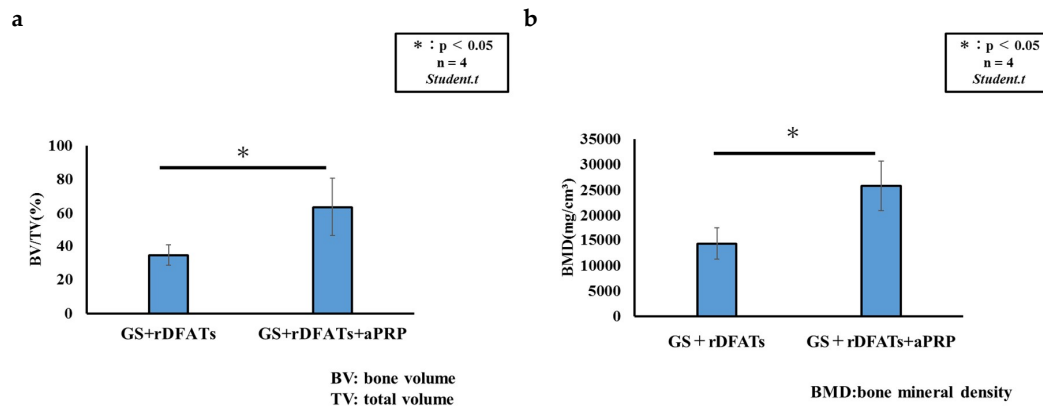 a
* : p < 0.05
n = 4
Student.t
100
80
60
40
20
0
BV/TV(%)
*
GS+rDFATs
GS+rDFATs+aPRP
BV: bone volume
TV: total volume
b
* : p < 0.05
n = 4
Student.t
35000
30000
25000
20000
15000
10000
5000
0
BMD(mg/cm³)
*
GS+rDFATs
GS+rDFATs+aPRP
BMD:bone mineral density